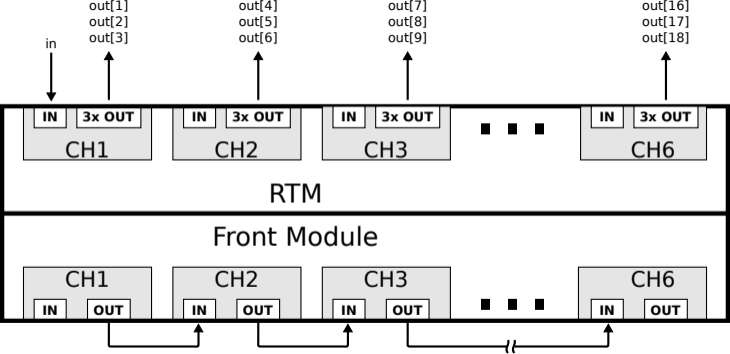 out[1] out[4] out[7] out[16]
out[2] out[5] out[8] out[17]
in out[3] out[6] out[9] out[18]
IN 3x OUT IN 3x OUT IN 3x OUT IN 3x OUT
CH1 CH2 CH3 CH6
RTM
Front Module
CH1 CH2 CH3 CH6
IN OUT IN OUT IN OUT IN OUT